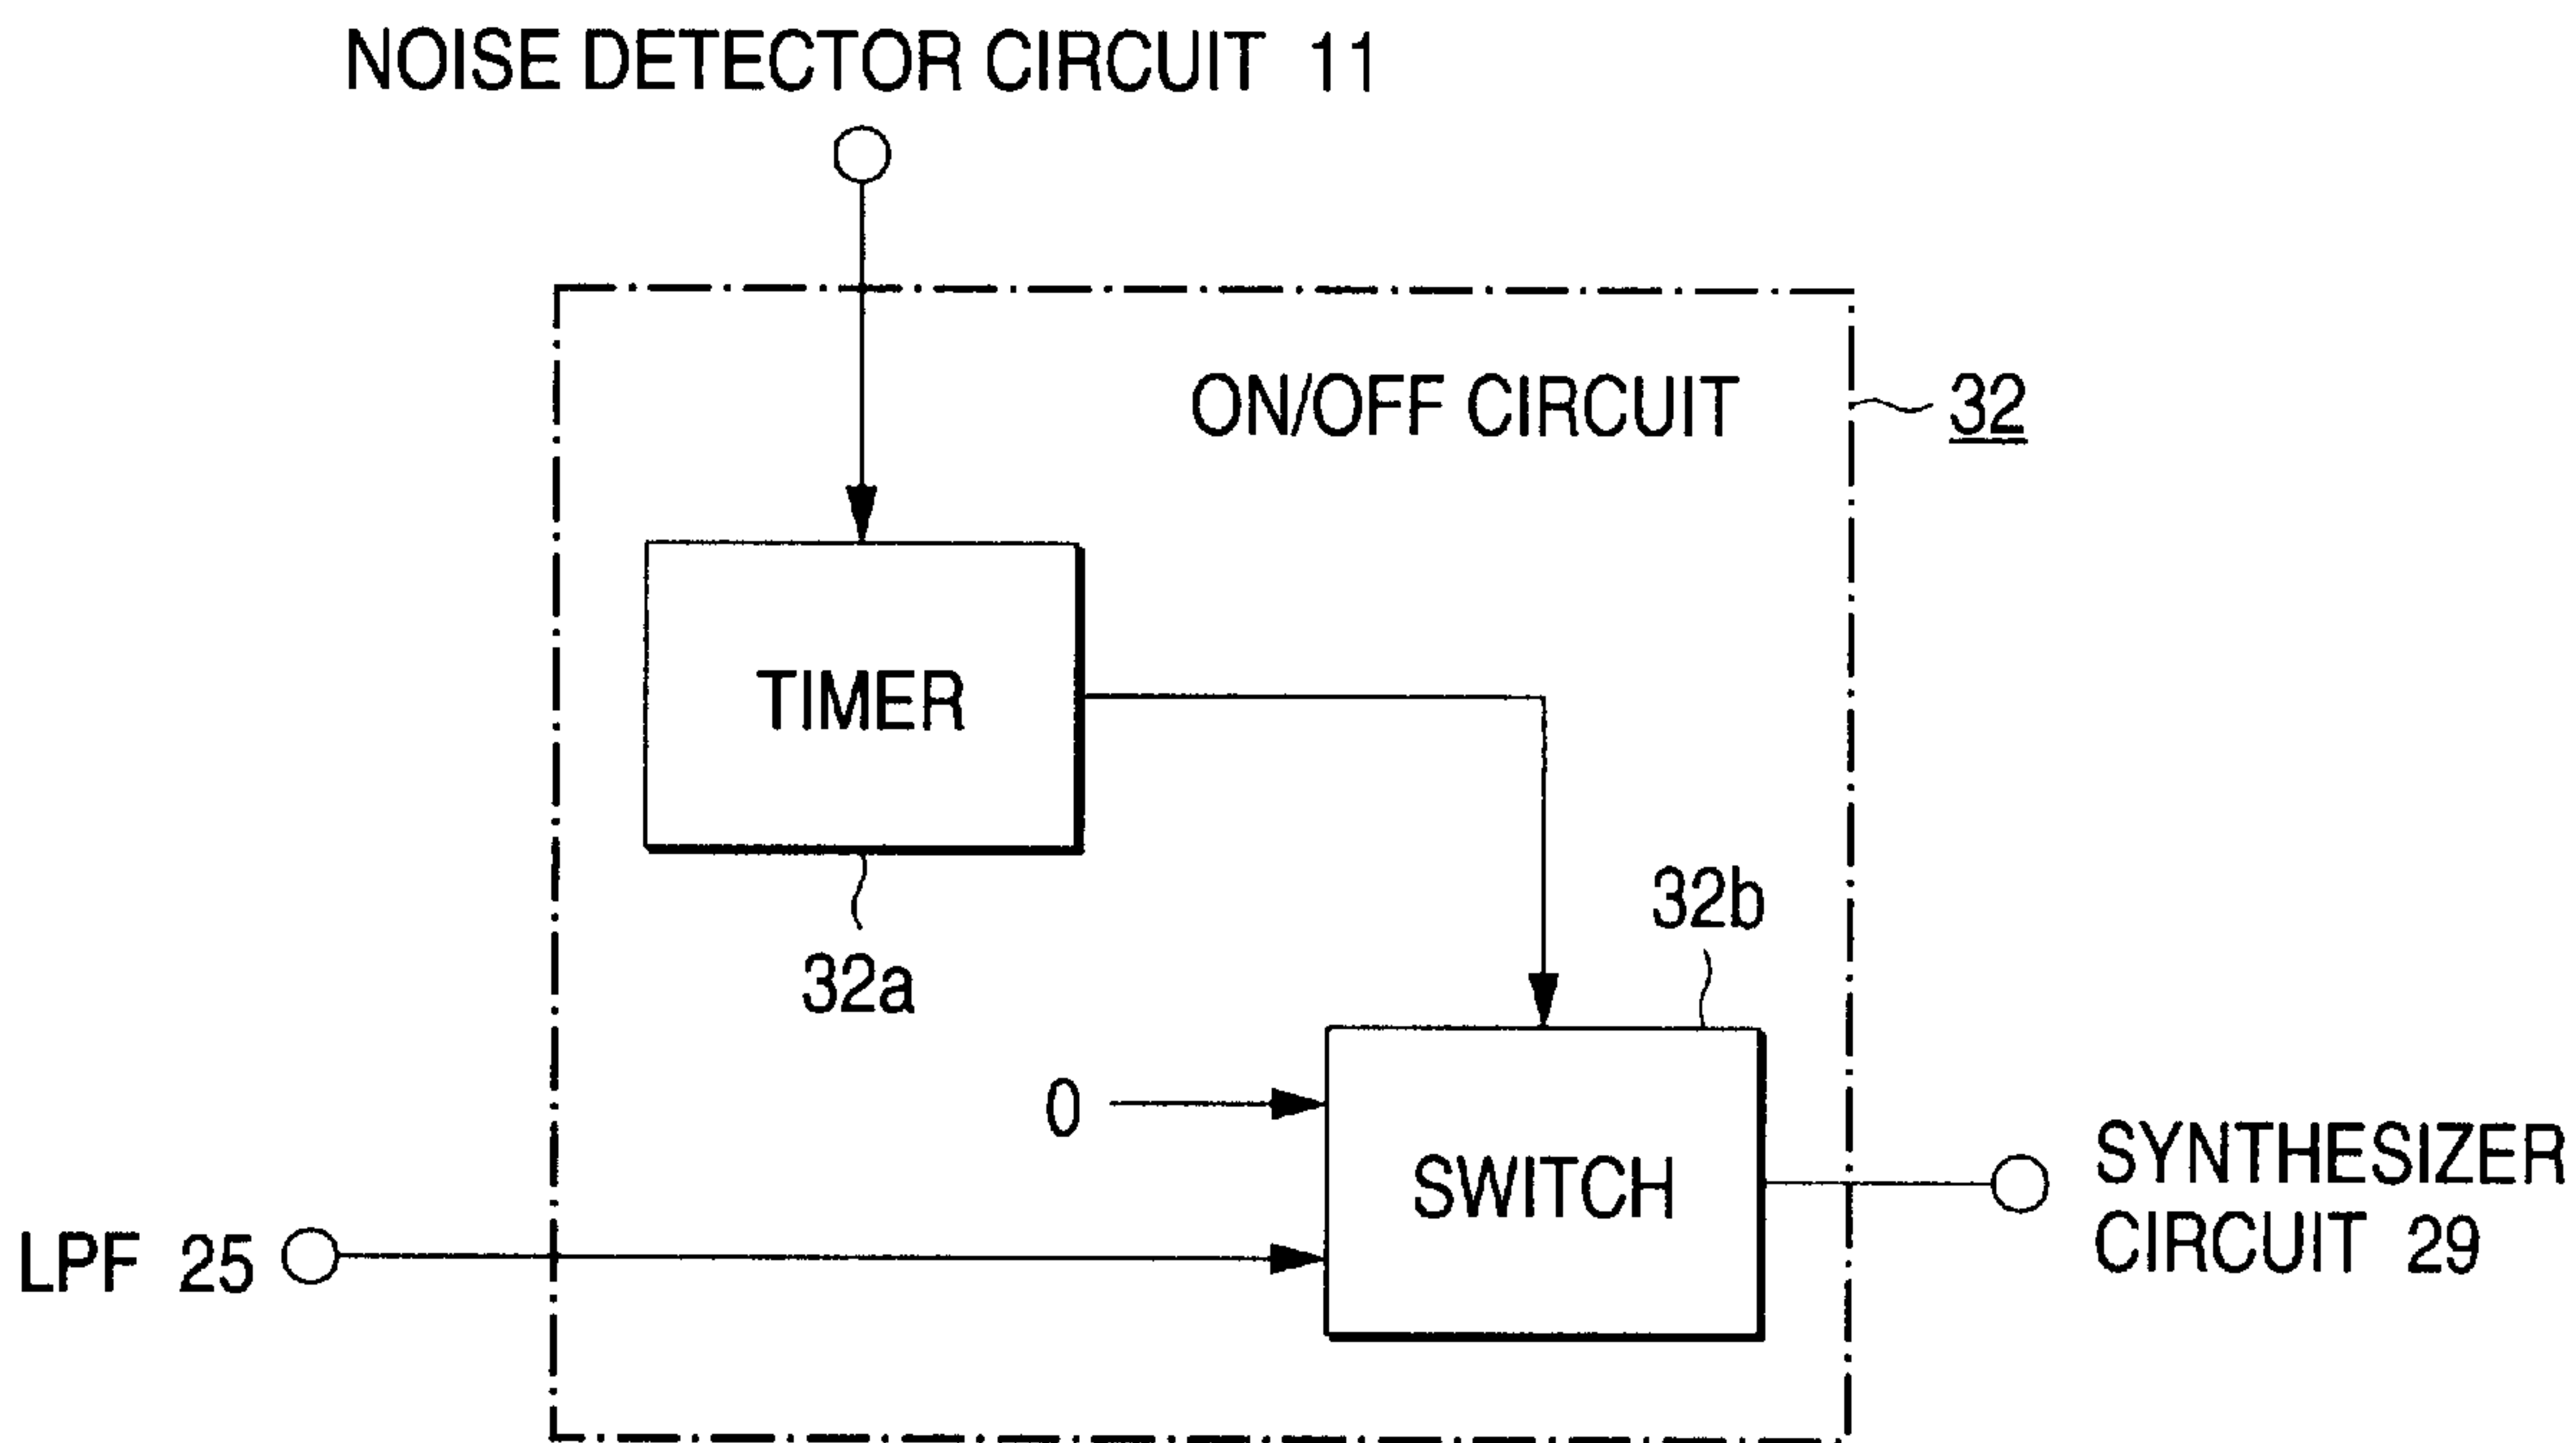 NOISE DETECTOR CIRCUIT 11
ON/OFF CIRCUIT
32
TIMER
32a
32b
0
SWITCH
LPF 25
SYNTHESIZER
CIRCUIT 29